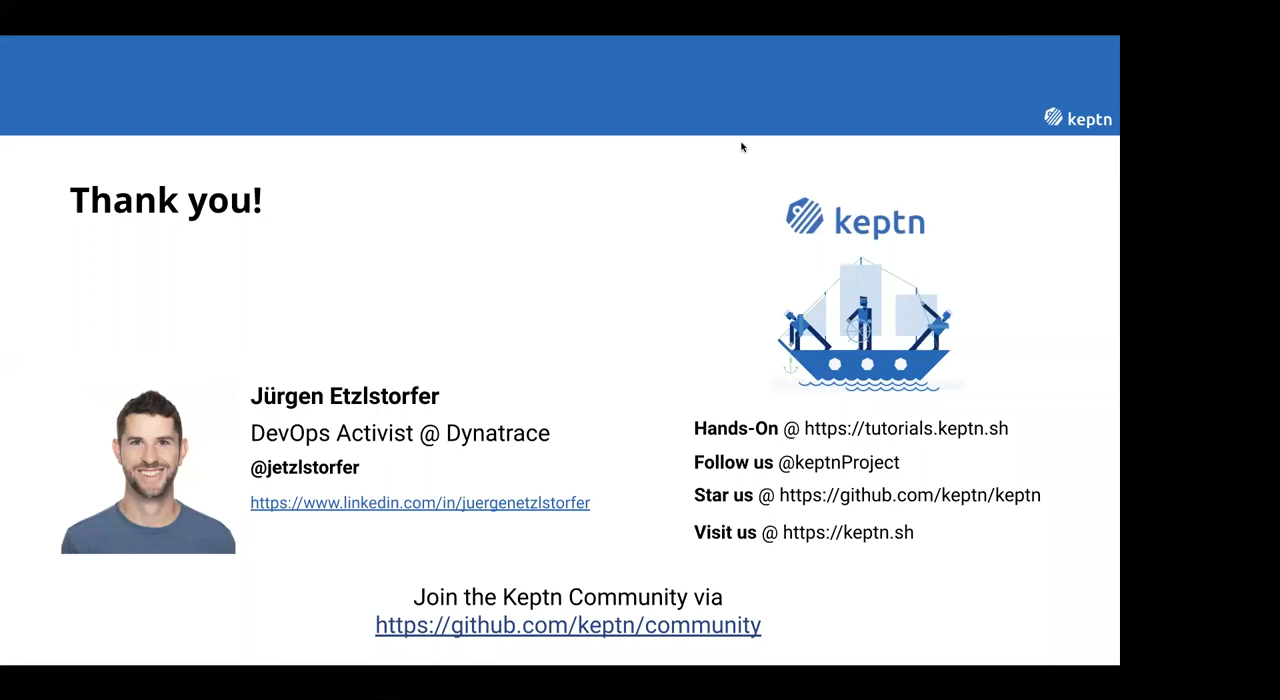 keptn
Thank you!
keptn
Jürgen Etzlstorfer
DevOps Activist @ Dynatrace
@jetzlstorfer
https://www.linkedin.com/in/juergenetzlstorfer
Hands-On @ https://tutorials.keptn.sh
Follow us @keptnProject
Star us @ https://github.com/keptn/keptn
Visit us @ https://keptn.sh
Join the Keptn Community via
https://github.com/keptn/community